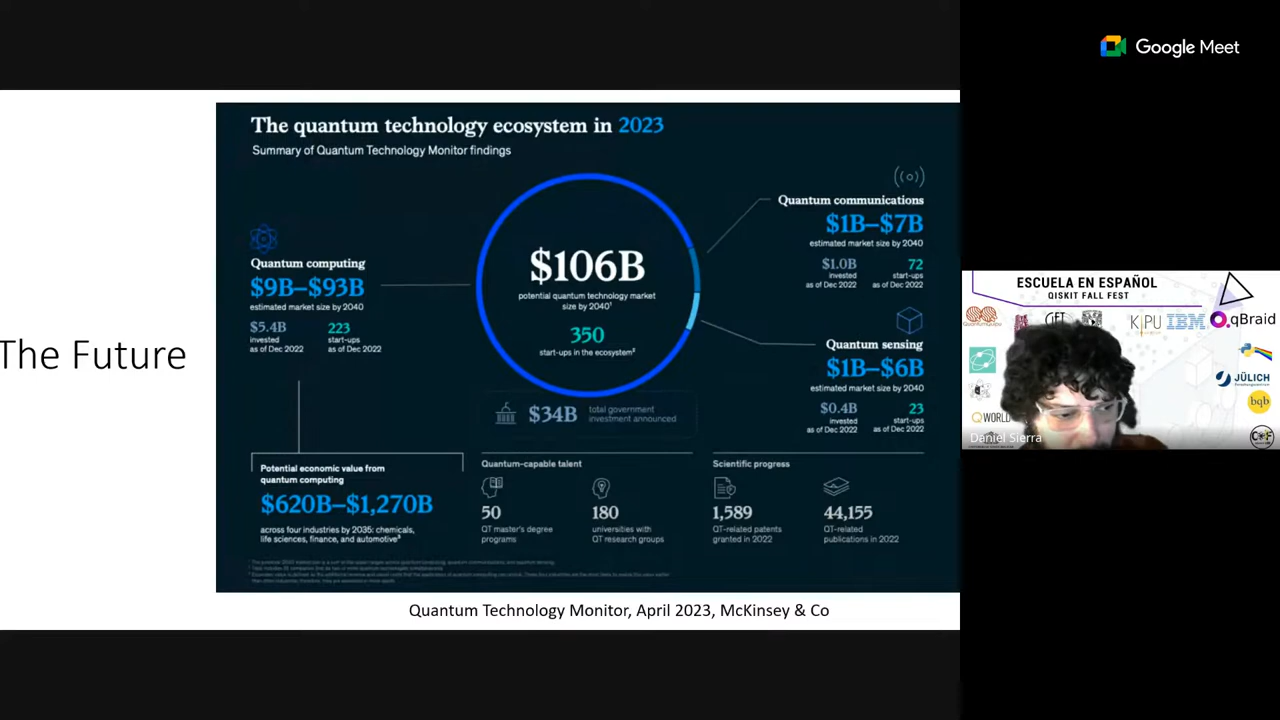 Google Meet
The quantum technology ecosystem in 2023
Summary of Quantum Technology Monitor findings
Quantum computing
$9B–$93B
estimated market size by 2040
$5.4B
invested
as of Dec 2022
223
start-ups
as of Dec 2022
$106B
potential quantum technology market
size by 2040¹
350
start-ups in the ecosystem²
$34B
total government
investment announced
Quantum communications
$1B–$7B
estimated market size by 2040
$1.0B
invested
as of Dec 2022
72
start-ups
as of Dec 2022
Quantum sensing
$1B–$6B
estimated market size by 2040
$0.4B
invested
as of Dec 2022
23
start-ups
as of Dec 2022
The Future
Potential economic value from
quantum computing
$620B–$1,270B
across four industries by 2035: chemicals,
life sciences, finance, and automotive³
Quantum-capable talent
50
QT master's degree
programs
180
universities with
QT research groups
Scientific progress
1,589
QT-related patents
granted in 2022
44,155
QT-related
publications in 2022
Quantum Technology Monitor, April 2023, McKinsey & Co
ESCUELA EN ESPAÑOL
QISKIT FALL FEST
QuantumQuipu
KIPU
IBM
qBraid
JÜLICH
Forschungszentrum
QWORLD
bqb
Daniel Sierra